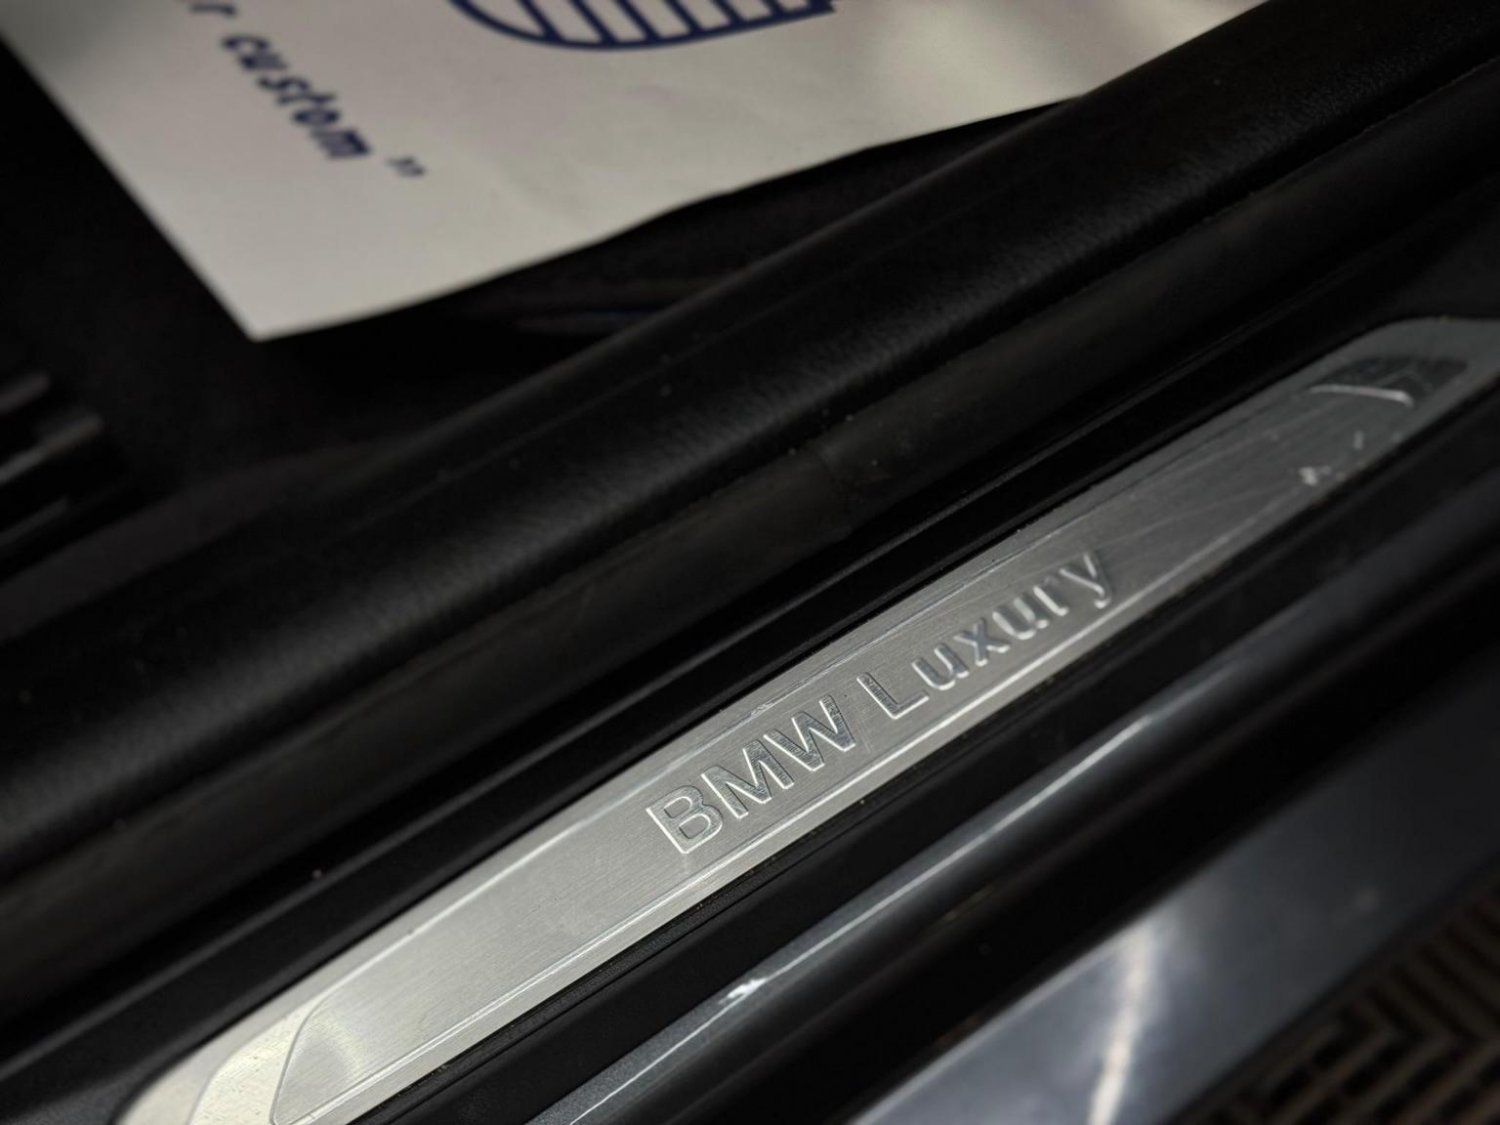 custom "
BMW Luxury